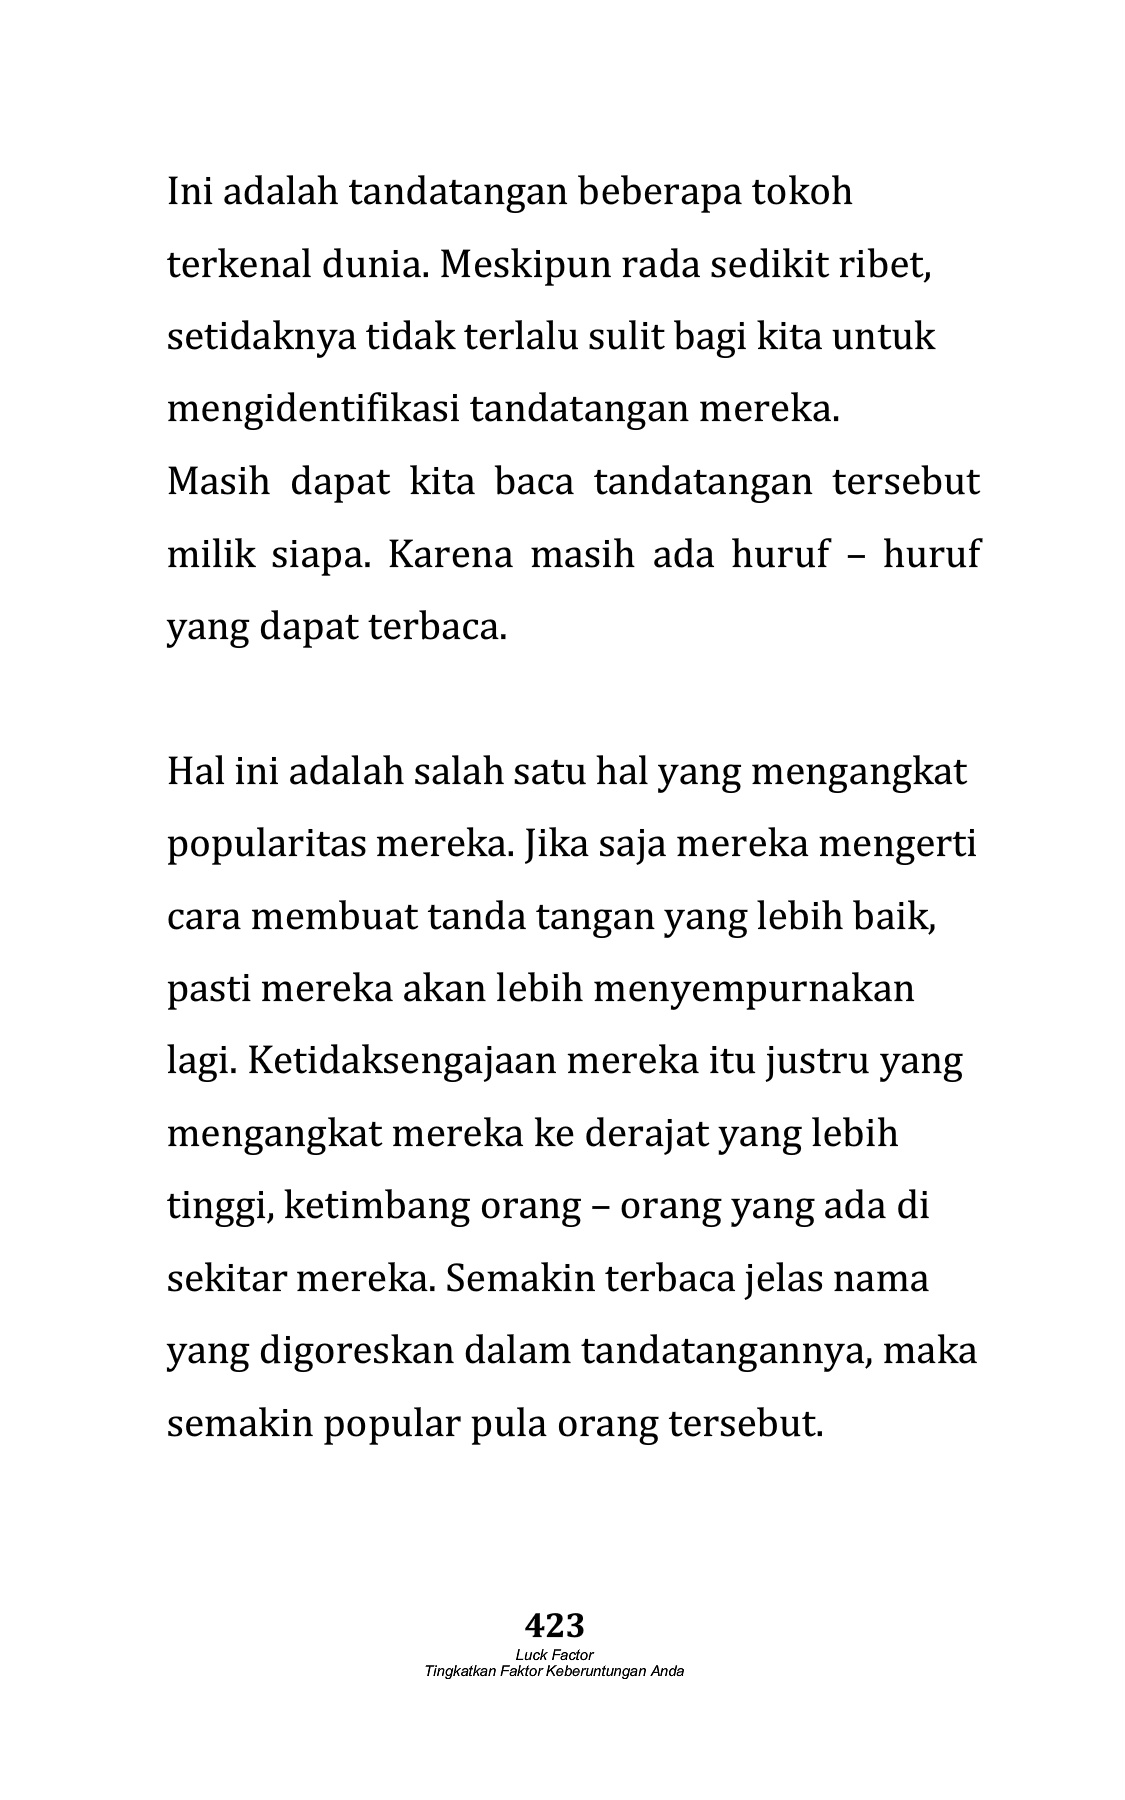 Ini adalah tandatangan beberapa tokoh
terkenal dunia. Meskipun rada sedikit ribet,
setidaknya tidak terlalu sulit bagi kita untuk
mengidentifikasi tandatangan mereka.
Masih dapat kita baca tandatangan tersebut
milik siapa. Karena masih ada huruf – huruf
yang dapat terbaca.
Hal ini adalah salah satu hal yang mengangkat
popularitas mereka. Jika saja mereka mengerti
cara membuat tanda tangan yang lebih baik,
pasti mereka akan lebih menyempurnakan
lagi. Ketidaksengajaan mereka itu justru yang
mengangkat mereka ke derajat yang lebih
tinggi, ketimbang orang – orang yang ada di
sekitar mereka. Semakin terbaca jelas nama
yang digoreskan dalam tandatangannya, maka
semakin popular pula orang tersebut.
423
Luck Factor
Tingkatkan Faktor Keberuntungan Anda